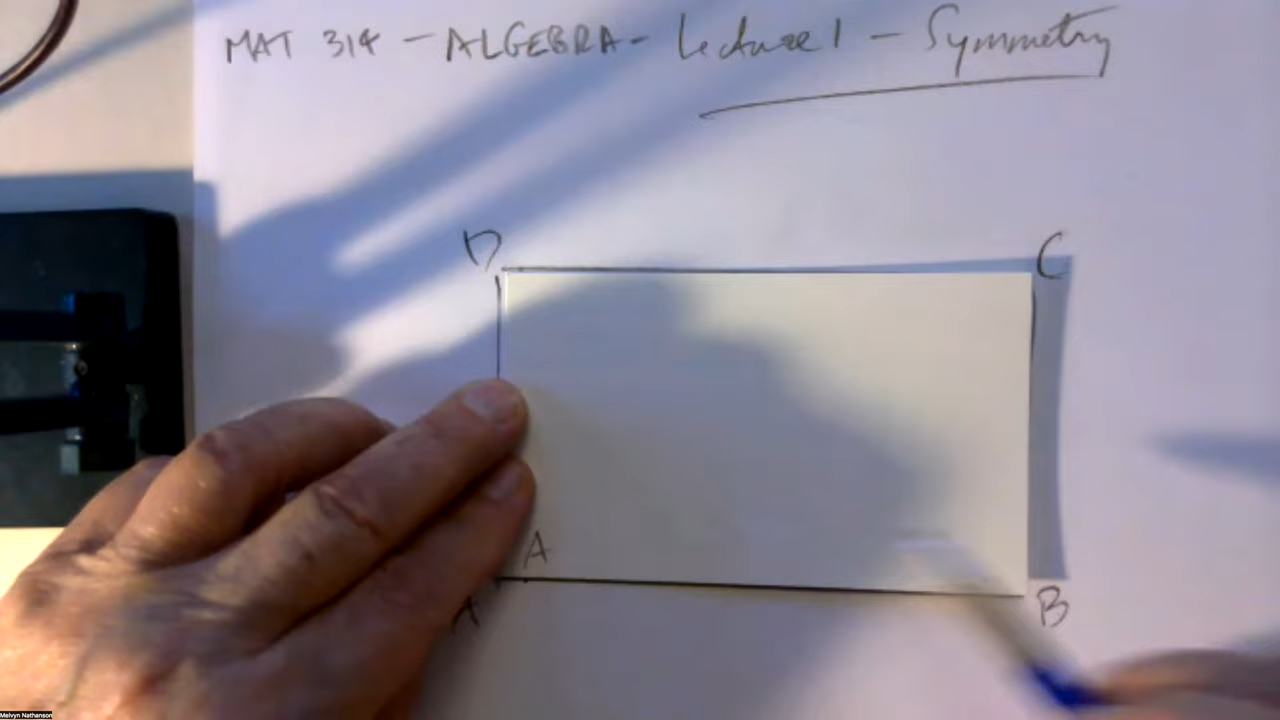 MAT 314 - ALGEBRA - Lecture 1 - Symmetry
D C
A
A B
Melvyn Nathanson